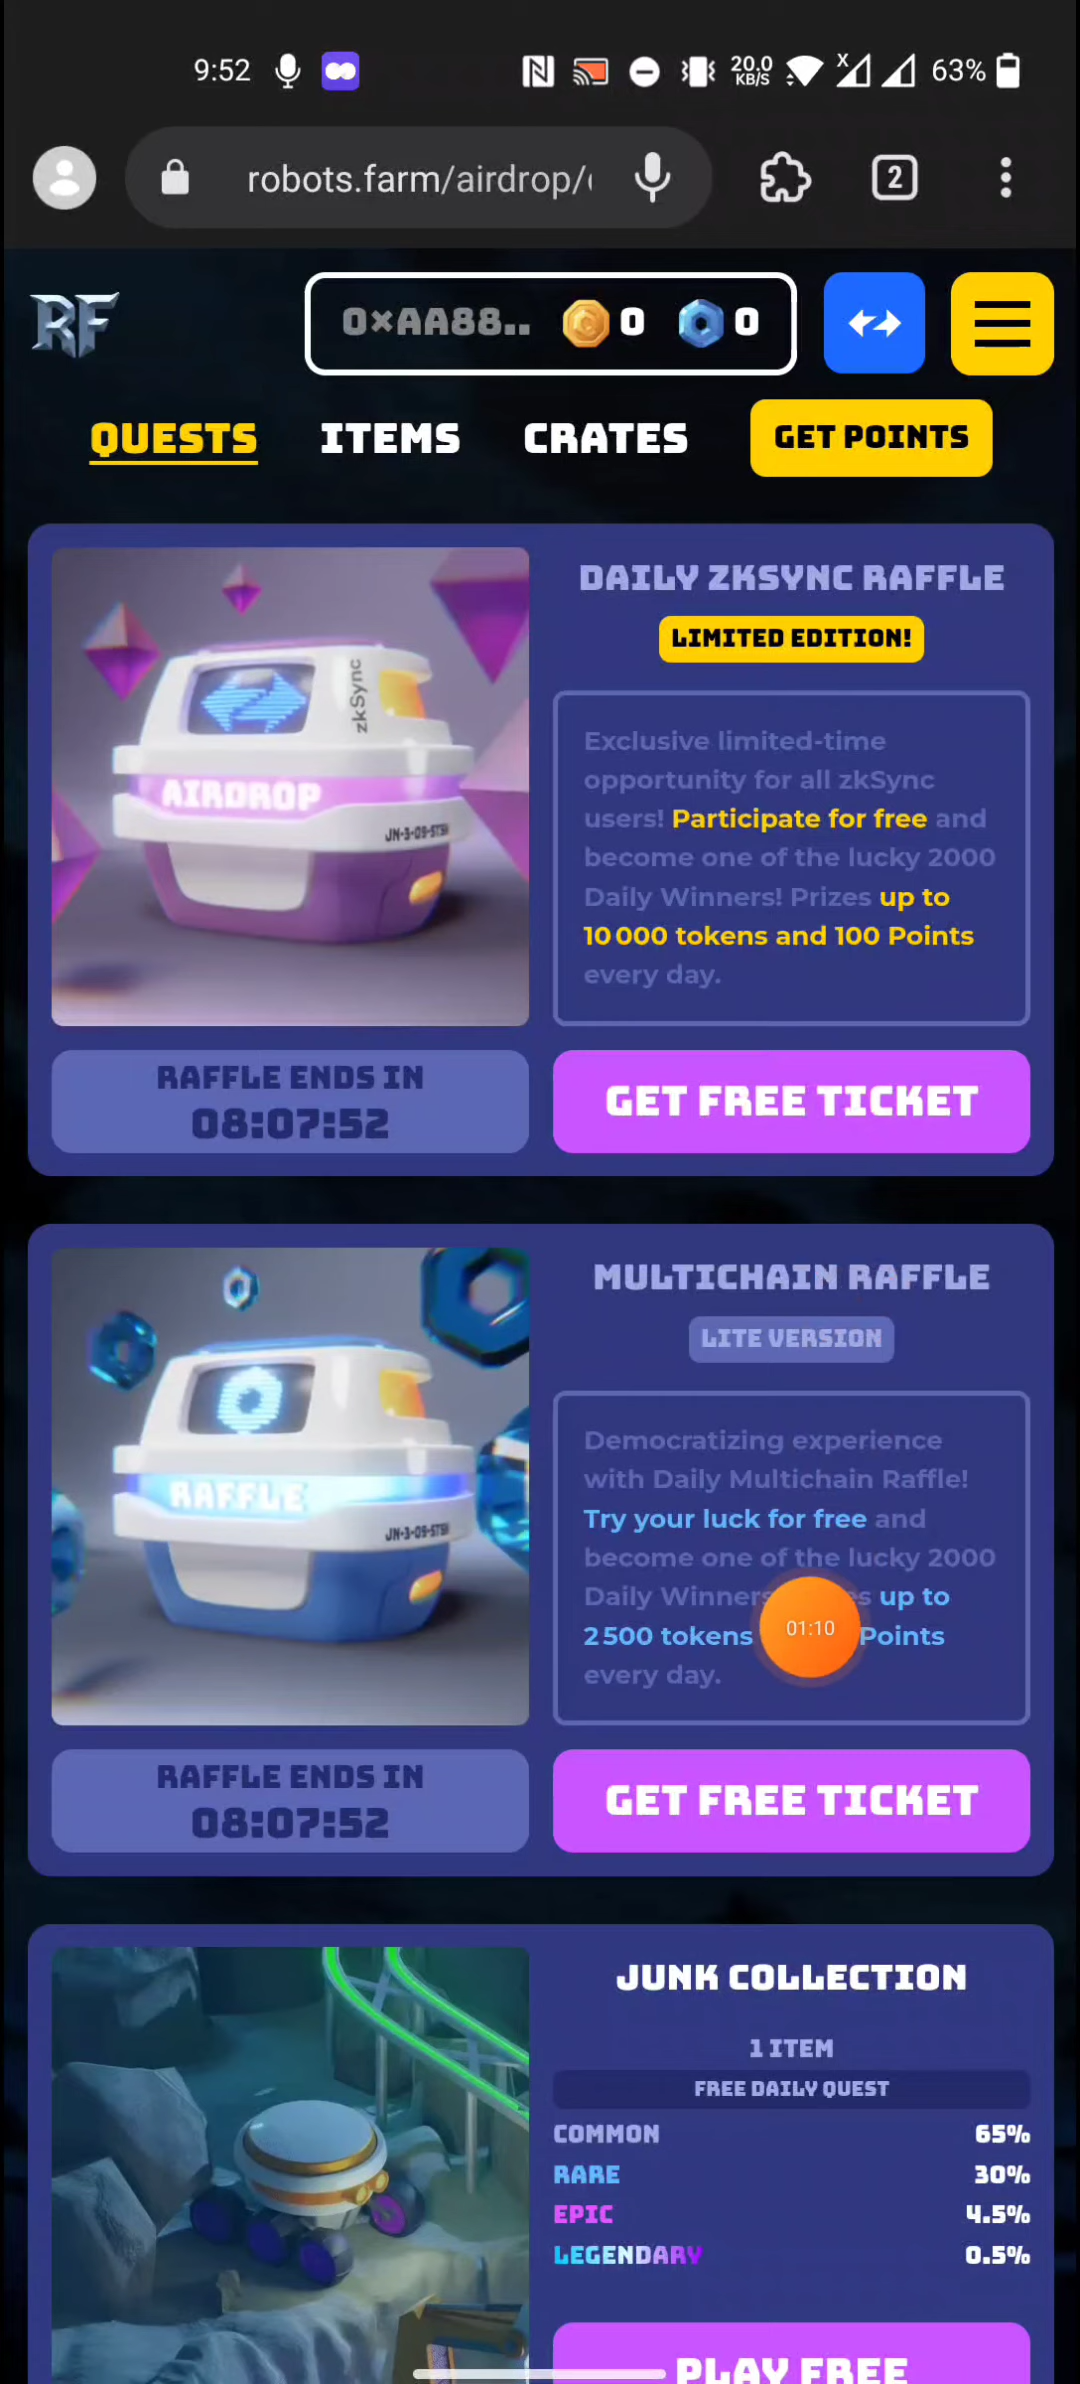 9:52
20.0
KB/S
X
63%
robots.farm/airdrop/
2
RF
0xAA88..
0
0
QUESTS
ITEMS
CRATES
GET POINTS
DAILY ZKSYNC RAFFLE
LIMITED EDITION!
zkSync
AIRDROP
JN-3-09-STSH
Exclusive limited-time
opportunity for all zkSync
users! Participate for free and
become one of the lucky 2000
Daily Winners! Prizes up to
10 000 tokens and 100 Points
every day.
RAFFLE ENDS IN
08:07:52
GET FREE TICKET
MULTICHAIN RAFFLE
LITE VERSION
RAFFLE
JN-3-09-STSH
Democratizing experience
with Daily Multichain Raffle!
Try your luck for free and
become one of the lucky 2000
Daily Winners up to
2 500 tokens Points
01:10
every day.
RAFFLE ENDS IN
08:07:52
GET FREE TICKET
JUNK COLLECTION
1 ITEM
FREE DAILY QUEST
COMMON 65%
RARE 30%
EPIC 4.5%
LEGENDARY 0.5%
PLAY FREE